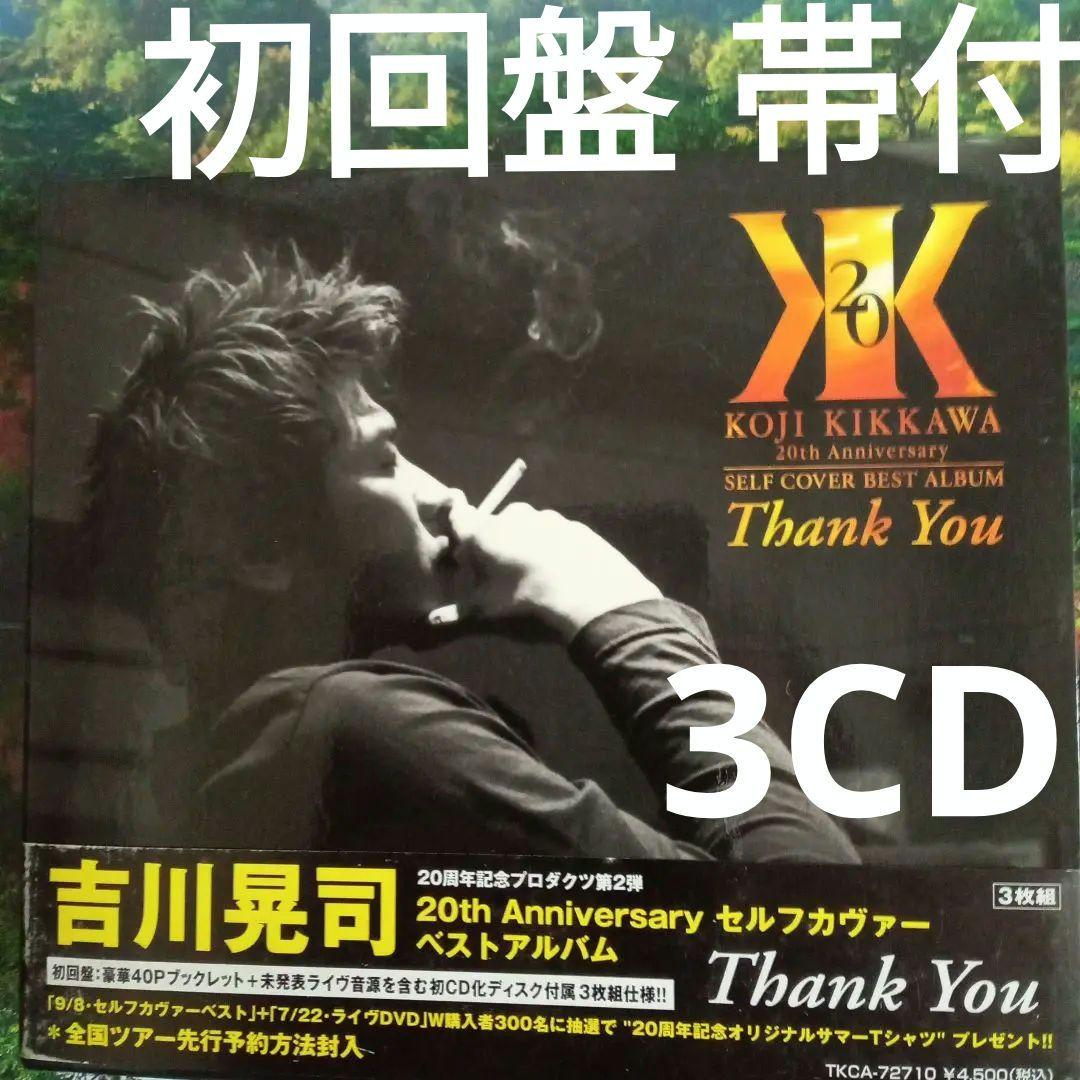 初回盤 帯付
KK
20
KOJI KIKKAWA
20th Anniversary
SELF COVER BEST ALBUM
Thank You
3CD
吉川晃司
20周年記念プロダクツ第2弾
20th Anniversary セルフカヴァー
ベストアルバム
3枚組
初回盤:豪華40Pブックレット+未発表ライヴ音源を含む初CD化ディスク付属 3枚組仕様!!
Thank You
「9/8・セルフカヴァーベスト」+「7/22・ライヴDVD」W購入者300名に抽選で "20周年記念オリジナルサマーTシャツ" プレゼント!!
*全国ツアー先行予約方法封入
TKCA-72710 ¥4,500(税込)